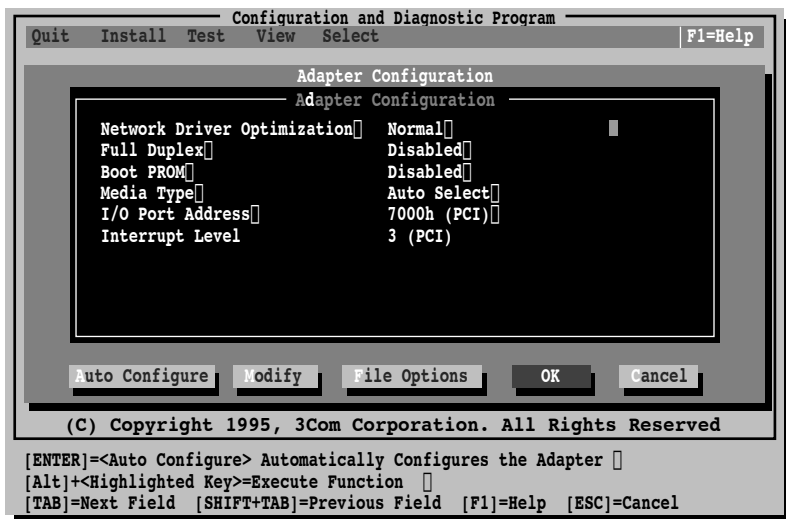 Configuration and Diagnostic Program
Quit Install Test View Select F1=Help
Adapter Configuration
Adapter Configuration
Network Driver Optimization Normal
Full Duplex Disabled
Boot PROM Disabled
Media Type Auto Select
I/O Port Address 7000h (PCI)
Interrupt Level 3 (PCI)
Auto Configure Modify File Options OK Cancel
(C) Copyright 1995, 3Com Corporation. All Rights Reserved
[ENTER]=<Auto Configure> Automatically Configures the Adapter
[Alt]+<Highlighted Key>=Execute Function
[TAB]=Next Field [SHIFT+TAB]=Previous Field [F1]=Help [ESC]=Cancel